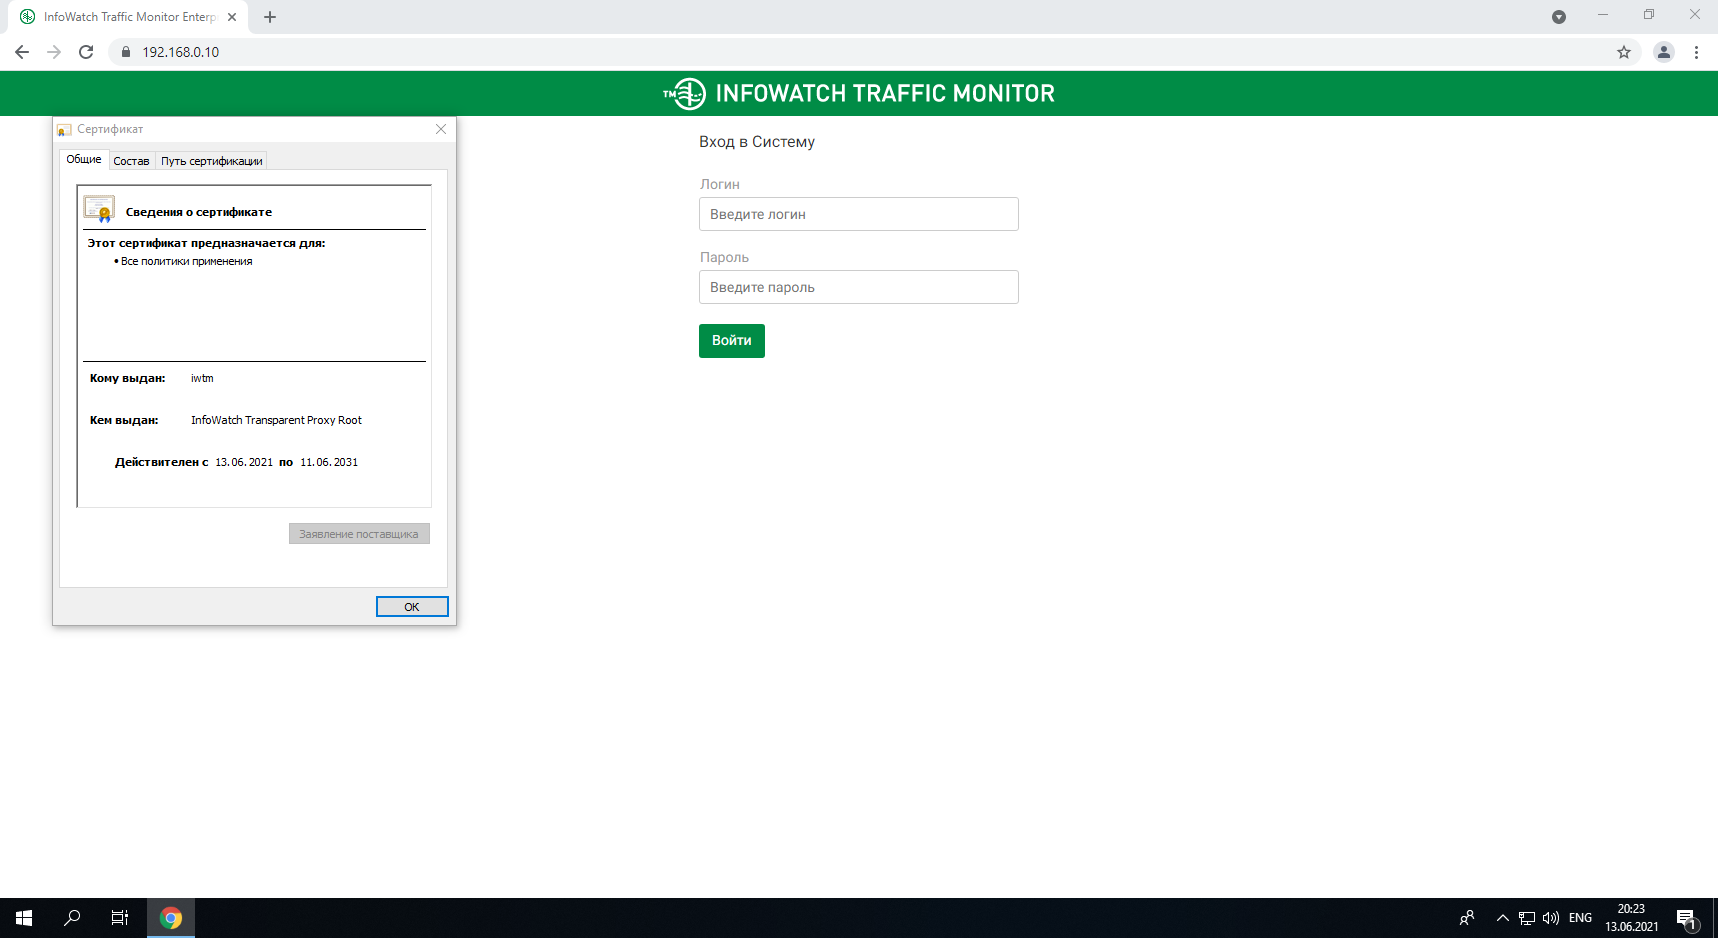 InfoWatch Traffic Monitor Enterp
192.168.0.10
TM INFOWATCH TRAFFIC MONITOR
Сертификат
Общие Состав Путь сертификации
Сведения о сертификате
Этот сертификат предназначается для:
• Все политики применения
Кому выдан: iwtm
Кем выдан: InfoWatch Transparent Proxy Root
Действителен с 13.06.2021 по 11.06.2031
Заявление поставщика
OK
Вход в Систему
Логин
Введите логин
Пароль
Введите пароль
Войти
ENG
20:23
13.06.2021
1